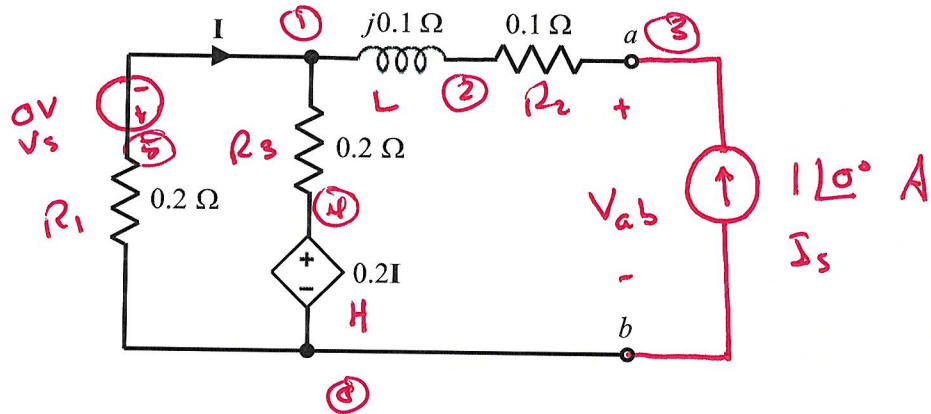 I
1
j0.1 Ω
0.1 Ω
a
3
0V
Vs
-
+
5
L
2
R2
+
R3
0.2 Ω
R1
0.2 Ω
4
Vab
1∠0° A
Is
+
-
0.2I
H
-
b
0